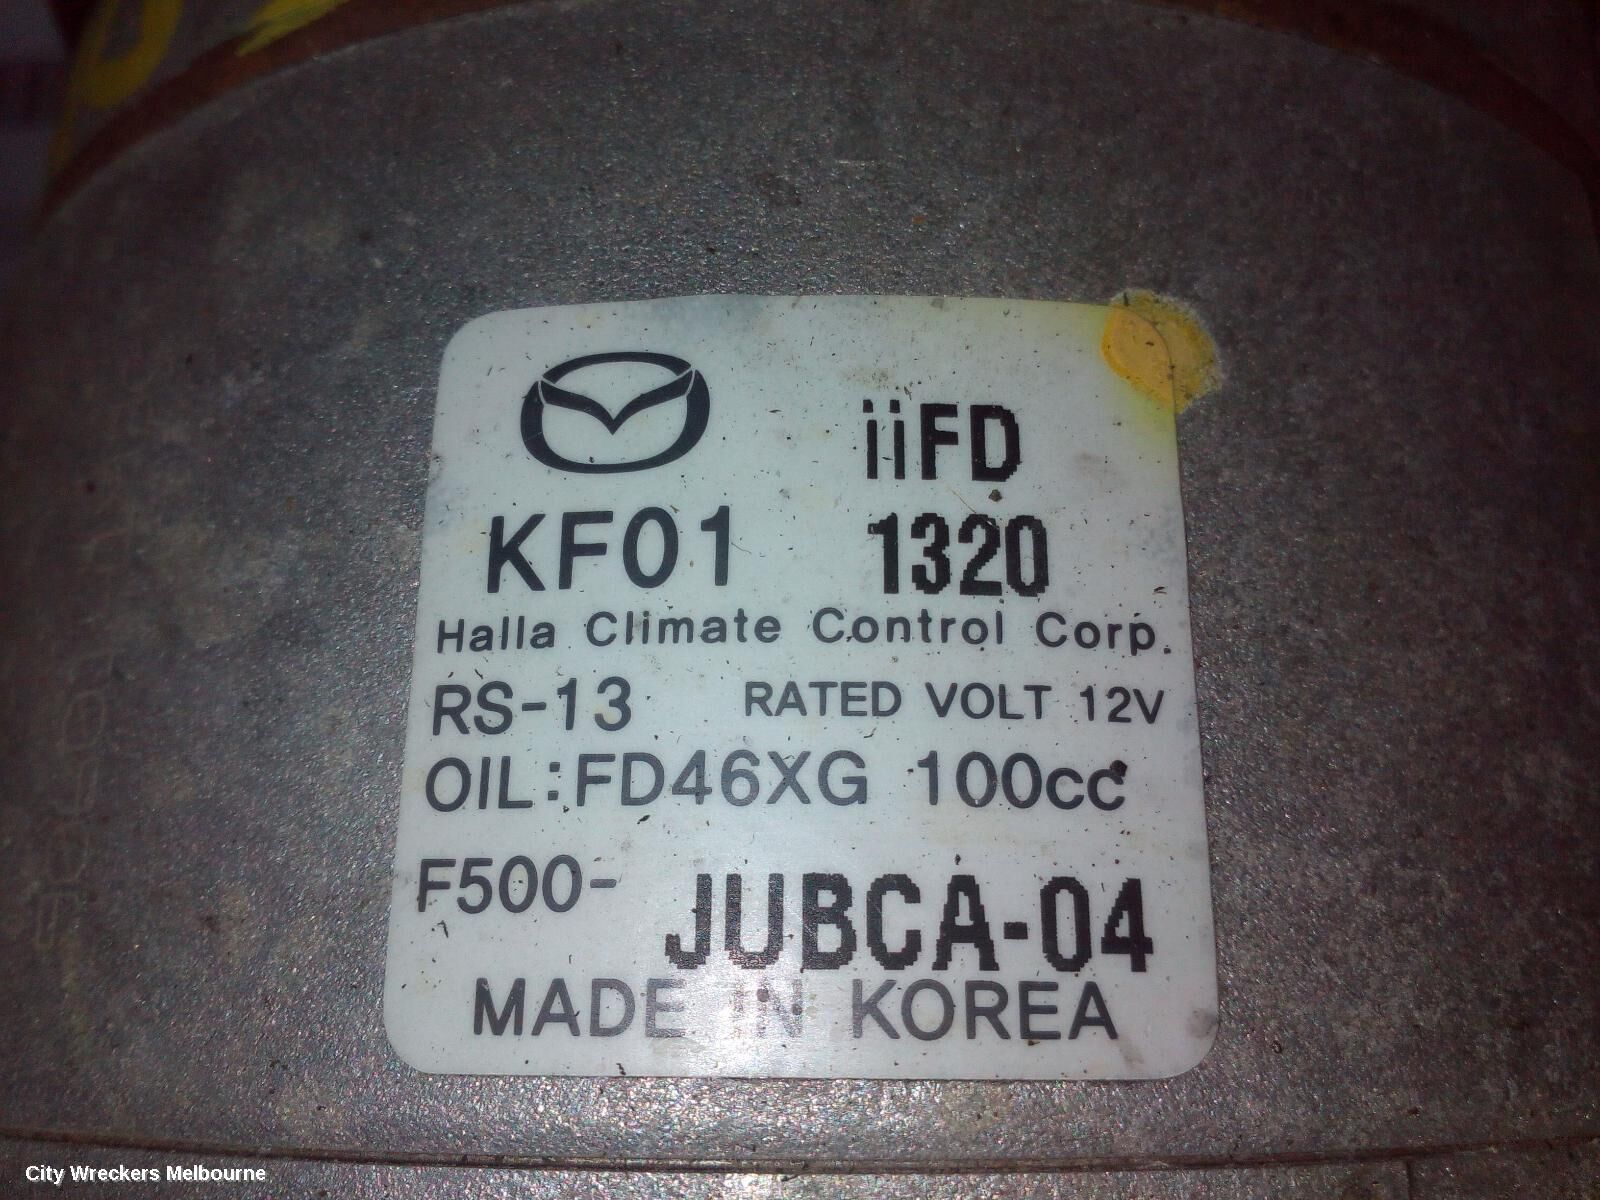 iiFD
KF01 1320
Halla Climate Control Corp.
RS-13 RATED VOLT 12V
OIL:FD46XG 100cc
F500- JUBCA-04
MADE IN KOREA
City Wreckers Melbourne